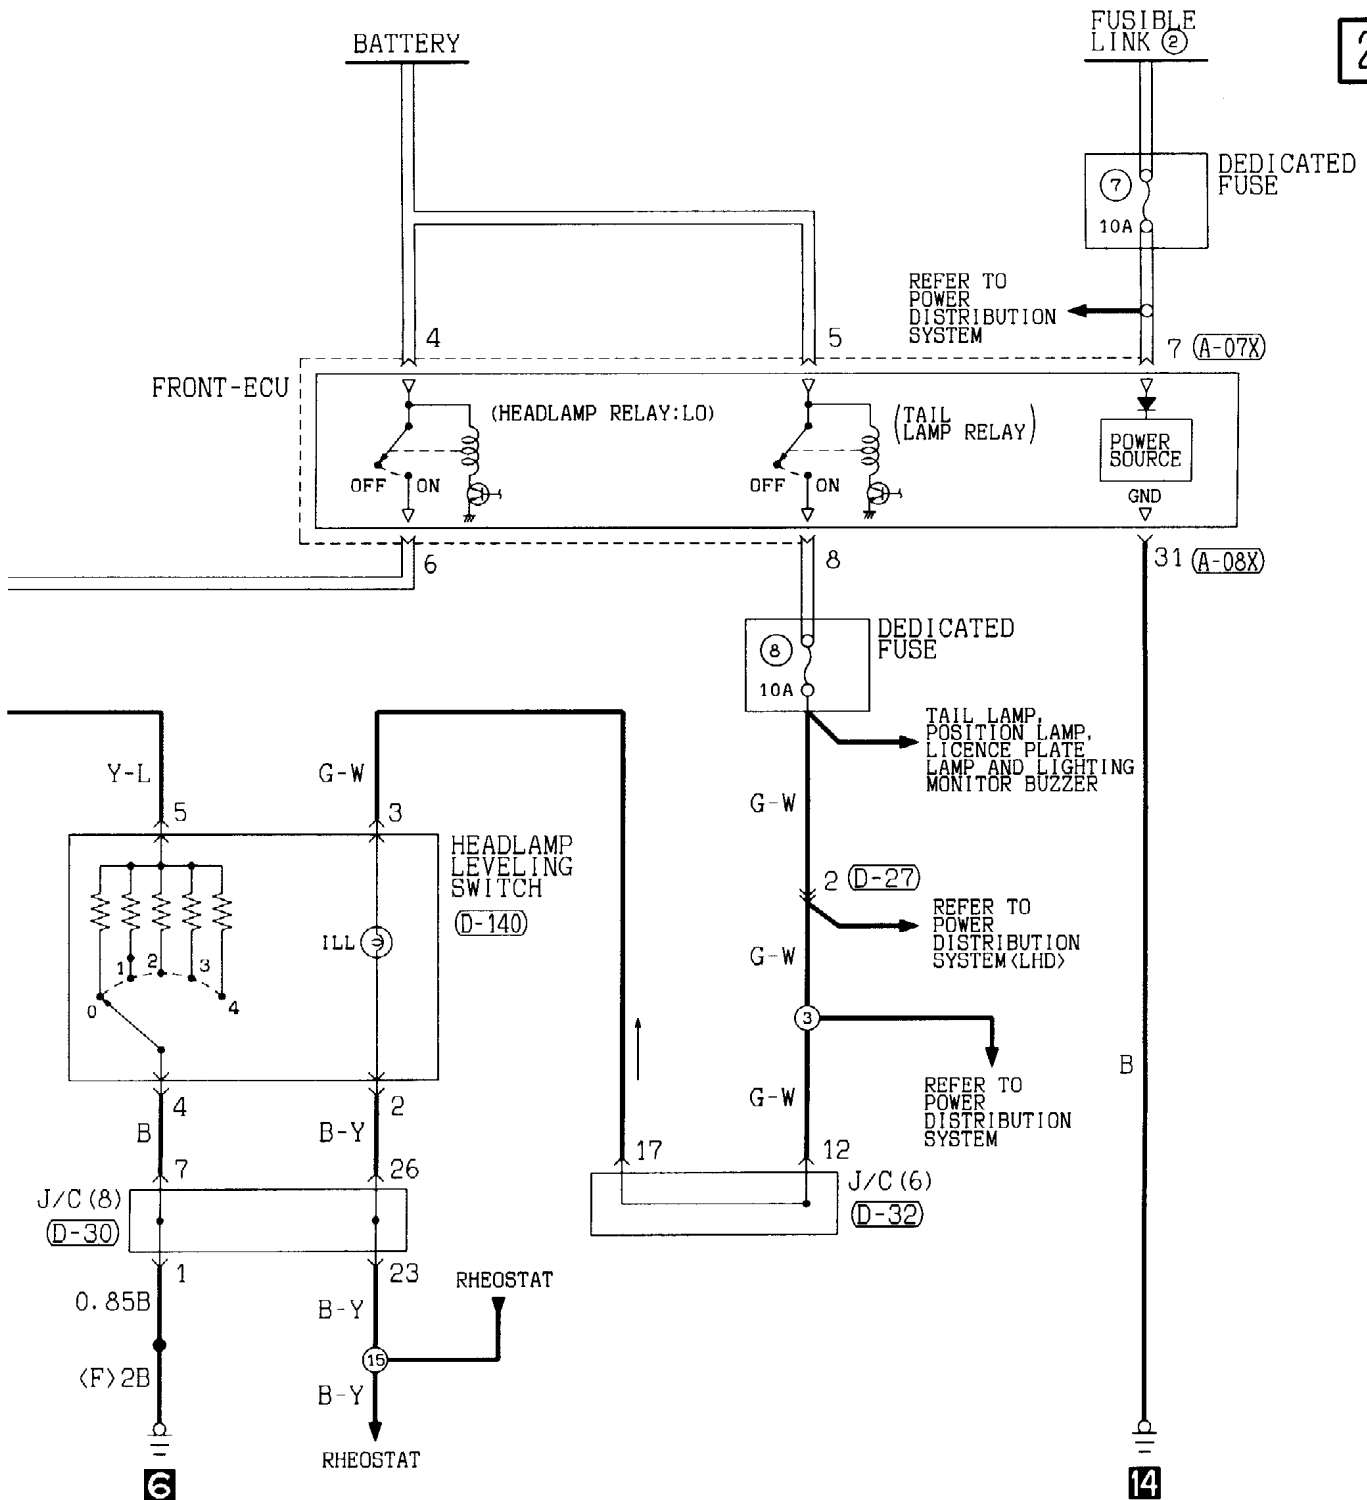 FUSIBLE
LINK ②
BATTERY
2
DEDICATED
FUSE
7
10A
REFER TO
POWER
DISTRIBUTION
SYSTEM
4
5
7 (A-07X)
FRONT-ECU
(HEADLAMP RELAY:LO)
(TAIL
LAMP RELAY)
POWER
SOURCE
OFF ON
OFF ON
GND
6
8
31 (A-08X)
DEDICATED
FUSE
8
10A
TAIL LAMP,
POSITION LAMP,
LICENCE PLATE
LAMP AND LIGHTING
MONITOR BUZZER
Y-L
G-W
G-W
5
3
HEADLAMP
LEVELING
SWITCH
(D-140)
2 (D-27)
REFER TO
POWER
DISTRIBUTION
SYSTEM<LHD>
ILL
G-W
0
1
2
3
4
3
REFER TO
POWER
DISTRIBUTION
SYSTEM
B
4
2
G-W
B
B-Y
17
12
7
26
J/C(8)
(D-30)
J/C(6)
(D-32)
1
23
RHEOSTAT
0.85B
B-Y
15
<F>2B
B-Y
RHEOSTAT
6
14